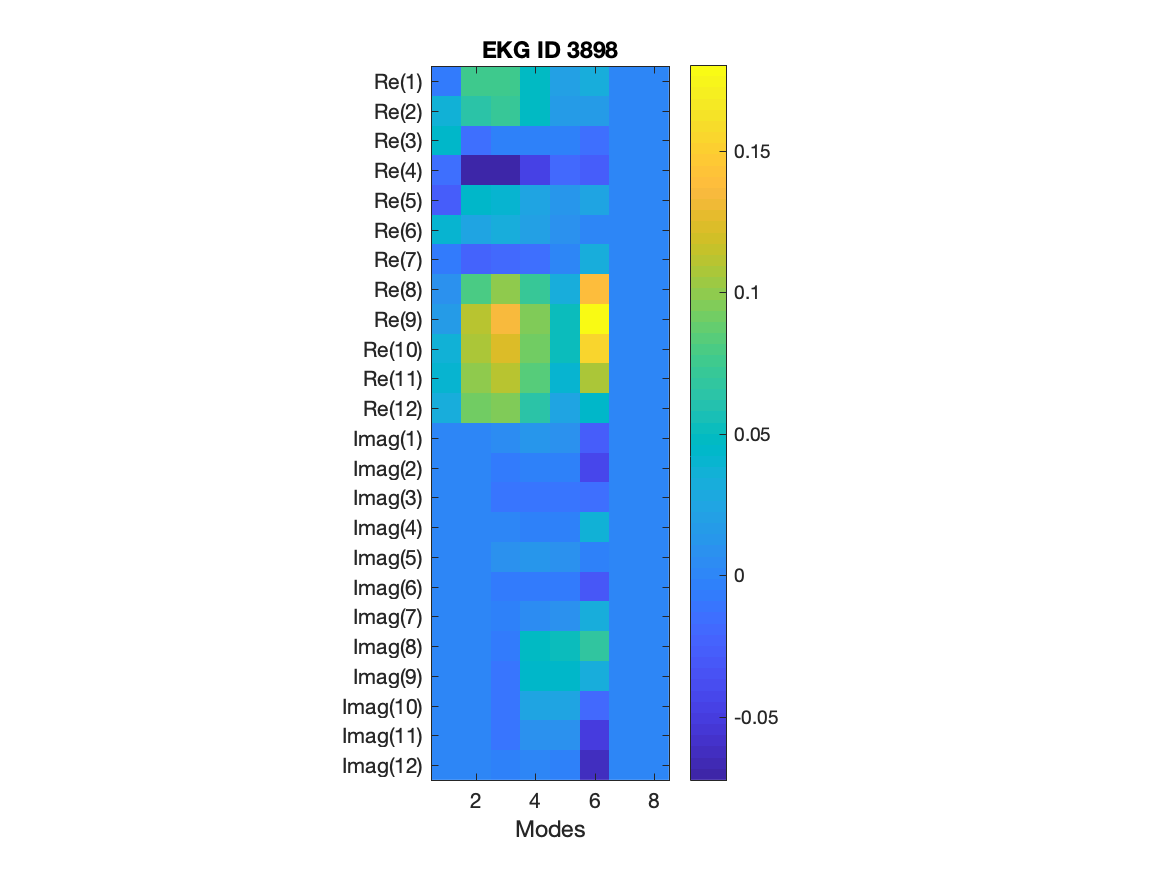 EKG ID 3898
Re(1)
Re(2)
Re(3)
Re(4)
Re(5)
Re(6)
Re(7)
Re(8)
Re(9)
Re(10)
Re(11)
Re(12)
Imag(1)
Imag(2)
Imag(3)
Imag(4)
Imag(5)
Imag(6)
Imag(7)
Imag(8)
Imag(9)
Imag(10)
Imag(11)
Imag(12)
2 4 6 8
Modes
0.15
0.1
0.05
0
-0.05